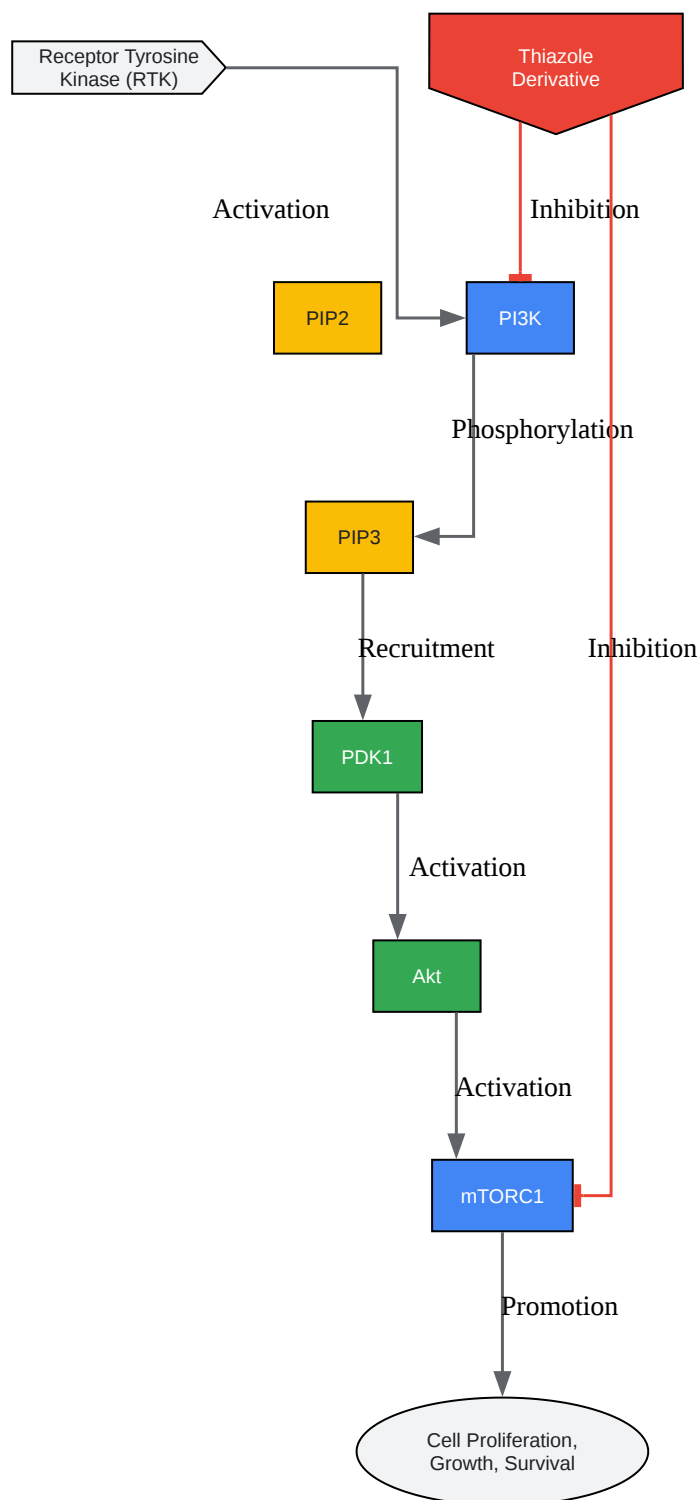 Receptor Tyrosine
Kinase (RTK)
Thiazole
Derivative
Activation
Inhibition
PIP2
PI3K
Phosphorylation
PIP3
Recruitment
Inhibition
PDK1
Activation
Akt
Activation
mTORC1
Promotion
Cell Proliferation,
Growth, Survival